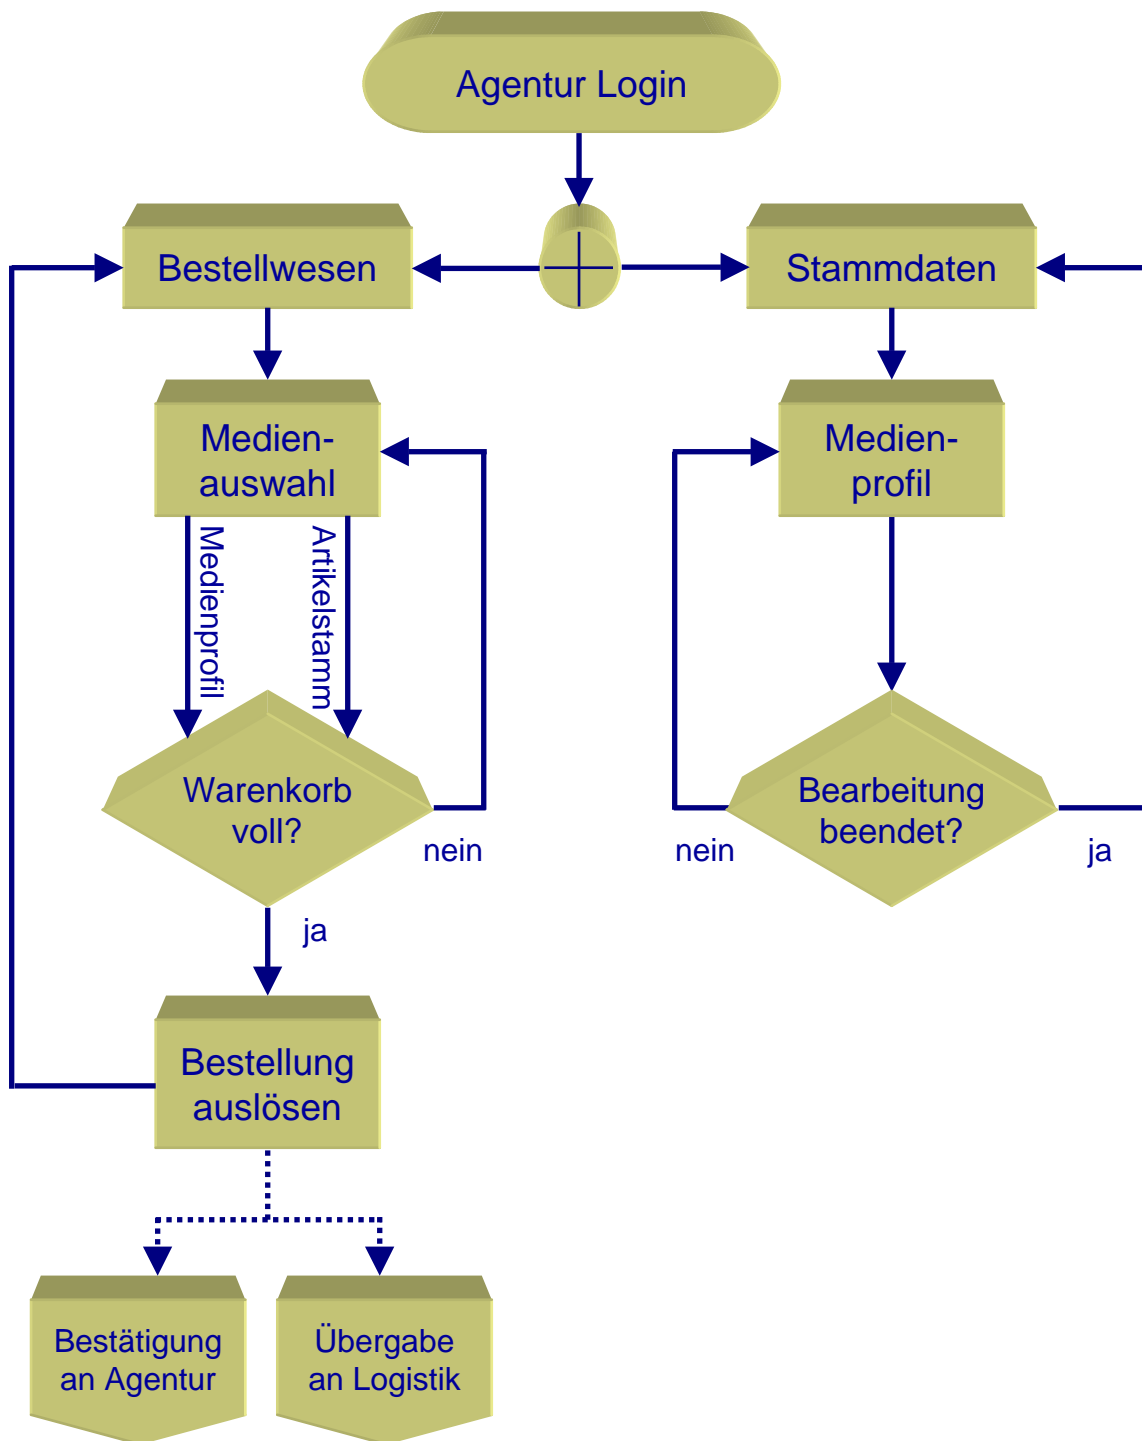 Agentur Login
Bestellwesen
Stammdaten
Medien-
auswahl
Medien-
profil
Medienprofil
Artikelstamm
Warenkorb
voll?
nein
ja
Bearbeitung
beendet?
nein
ja
Bestellung
auslösen
Bestätigung
an Agentur
Übergabe
an Logistik